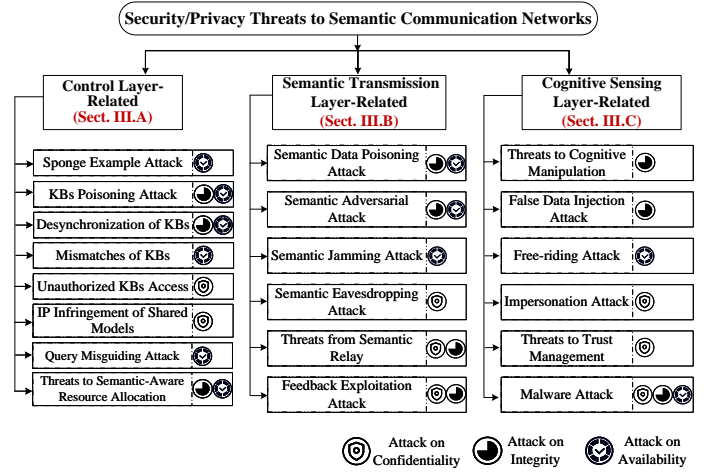 Security/Privacy Threats to Semantic Communication Networks
Control Layer-
Related
(Sect. III.A)
Sponge Example Attack
KBs Poisoning Attack
Desynchronization of KBs
Mismatches of KBs
Unauthorized KBs Access
IP Infringement of Shared
Models
Query Misguiding Attack
Threats to Semantic-Aware
Resource Allocation
Semantic Transmission
Layer-Related
(Sect. III.B)
Semantic Data Poisoning
Attack
Semantic Adversarial
Attack
Semantic Jamming Attack
Semantic Eavesdropping
Attack
Threats from Semantic
Relay
Feedback Exploitation
Attack
Cognitive Sensing
Layer-Related
(Sect. III.C)
Threats to Cognitive
Manipulation
False Data Injection
Attack
Free-riding Attack
Impersonation Attack
Threats to Trust
Management
Malware Attack
Attack on
Confidentiality
Attack on
Integrity
Attack on
Availability